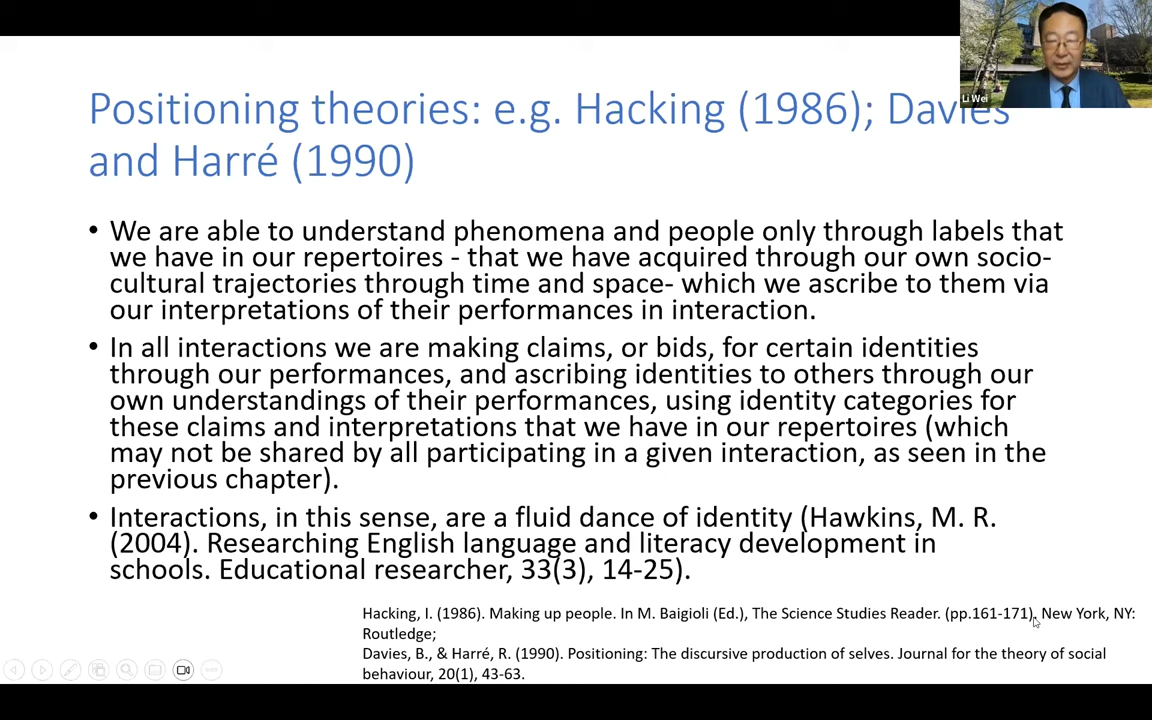 Li Wei
Positioning theories: e.g. Hacking (1986); Davies
and Harré (1990)
• We are able to understand phenomena and people only through labels that
we have in our repertoires - that we have acquired through our own socio-
cultural trajectories through time and space- which we ascribe to them via
our interpretations of their performances in interaction.
• In all interactions we are making claims, or bids, for certain identities
through our performances, and ascribing identities to others through our
own understandings of their performances, using identity categories for
these claims and interpretations that we have in our repertoires (which
may not be shared by all participating in a given interaction, as seen in the
previous chapter).
• Interactions, in this sense, are a fluid dance of identity (Hawkins, M. R.
(2004). Researching English language and literacy development in
schools. Educational researcher, 33(3), 14-25).
Hacking, I. (1986). Making up people. In M. Baigioli (Ed.), The Science Studies Reader. (pp.161-171). New York, NY:
Routledge;
Davies, B., & Harré, R. (1990). Positioning: The discursive production of selves. Journal for the theory of social
behaviour, 20(1), 43-63.